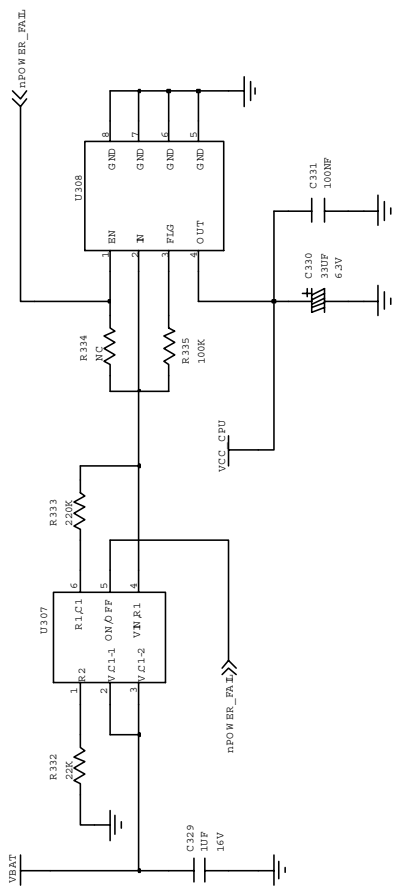 VBAT
nPOWER_FAIL
U307
R332
22K
1
R2
R1,C1
6
R333
220K
2
V,C1-1
ON/OFF
5
3
V,C1-2
VIN,R1
4
U308
R334
NC
1
EN
GND
8
2
IN
GND
7
3
FLG
GND
6
4
OUT
GND
5
R335
100K
C329
1UF
16V
nPOWER_FAIL
VCC_CPU
C330
33UF
6.3V
+
C331
100NF